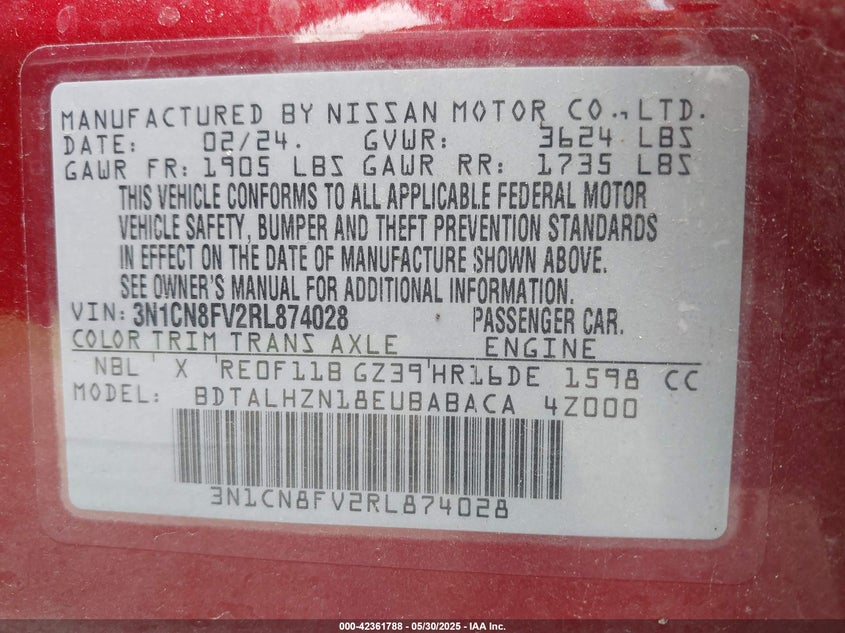 MANUFACTURED BY NISSAN MOTOR CO., LTD.
DATE: 02/24. GVWR: 3624 LBS
GAWR FR: 1905 LBS GAWR RR: 1735 LBS
THIS VEHICLE CONFORMS TO ALL APPLICABLE FEDERAL MOTOR
VEHICLE SAFETY, BUMPER AND THEFT PREVENTION STANDARDS
IN EFFECT ON THE DATE OF MANUFACTURE SHOWN ABOVE.
SEE OWNER'S MANUAL FOR ADDITIONAL INFORMATION.
VIN: 3N1CN8FV2RL874028 PASSENGER CAR.
COLOR TRIM TRANS AXLE ENGINE
NBL X RE0F11B GZ39 HR16DE 1598 CC
MODEL: BDTALHZN18EUBABACA 4Z000
3N1CN8FV2RL874028
000-42361788 - 05/30/2025 - IAA Inc.